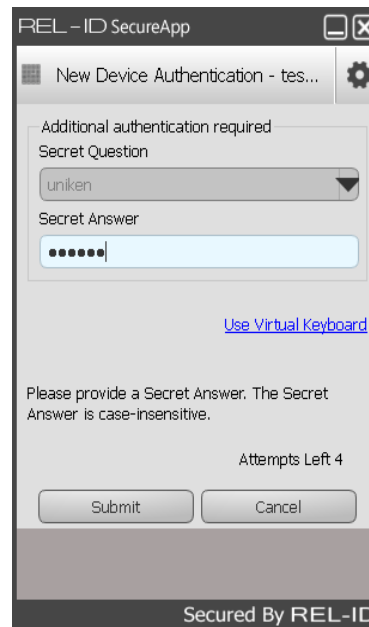 REL-ID SecureApp
New Device Authentication - tes...
Additional authentication required
Secret Question
uniken
Secret Answer
Use Virtual Keyboard
Please provide a Secret Answer. The Secret
Answer is case-insensitive.
Attempts Left 4
Submit
Cancel
Secured By REL-ID